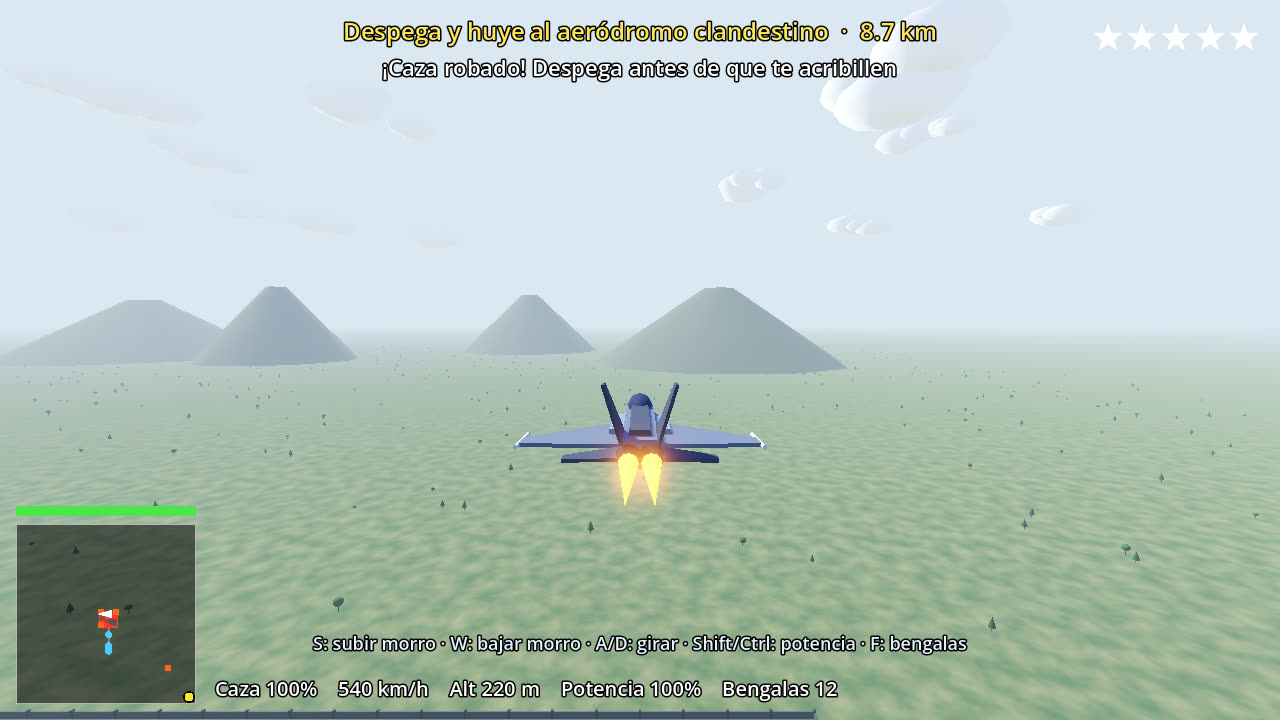 Despega y huye al aeródromo clandestino · 8.7 km
¡Caza robado! Despega antes de que te acribillen
S: subir morro · W: bajar morro · A/D: girar · Shift/Ctrl: potencia · F: bengalas
Caza 100% 540 km/h Alt 220 m Potencia 100% Bengalas 12